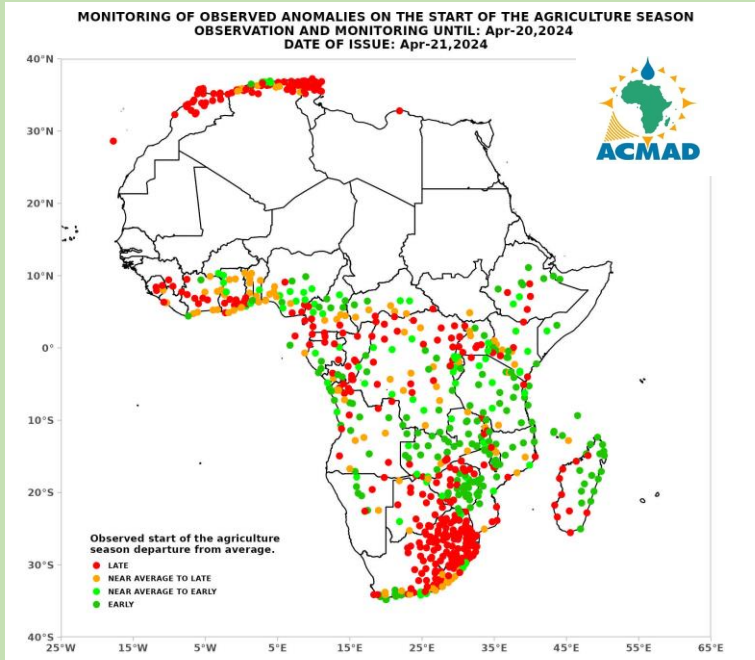 MONITORING OF OBSERVED ANOMALIES ON THE START OF THE AGRICULTURE SEASON
OBSERVATION AND MONITORING UNTIL: Apr-20,2024
DATE OF ISSUE: Apr-21,2024
ACMAD
40°N
30°N
20°N
10°N
0°
10°S
20°S
30°S
40°S
Observed start of the agriculture
season departure from average.
LATE
NEAR AVERAGE TO LATE
NEAR AVERAGE TO EARLY
EARLY
25°W 15°W 5°W 5°E 15°E 25°E 35°E 45°E 55°E 65°E